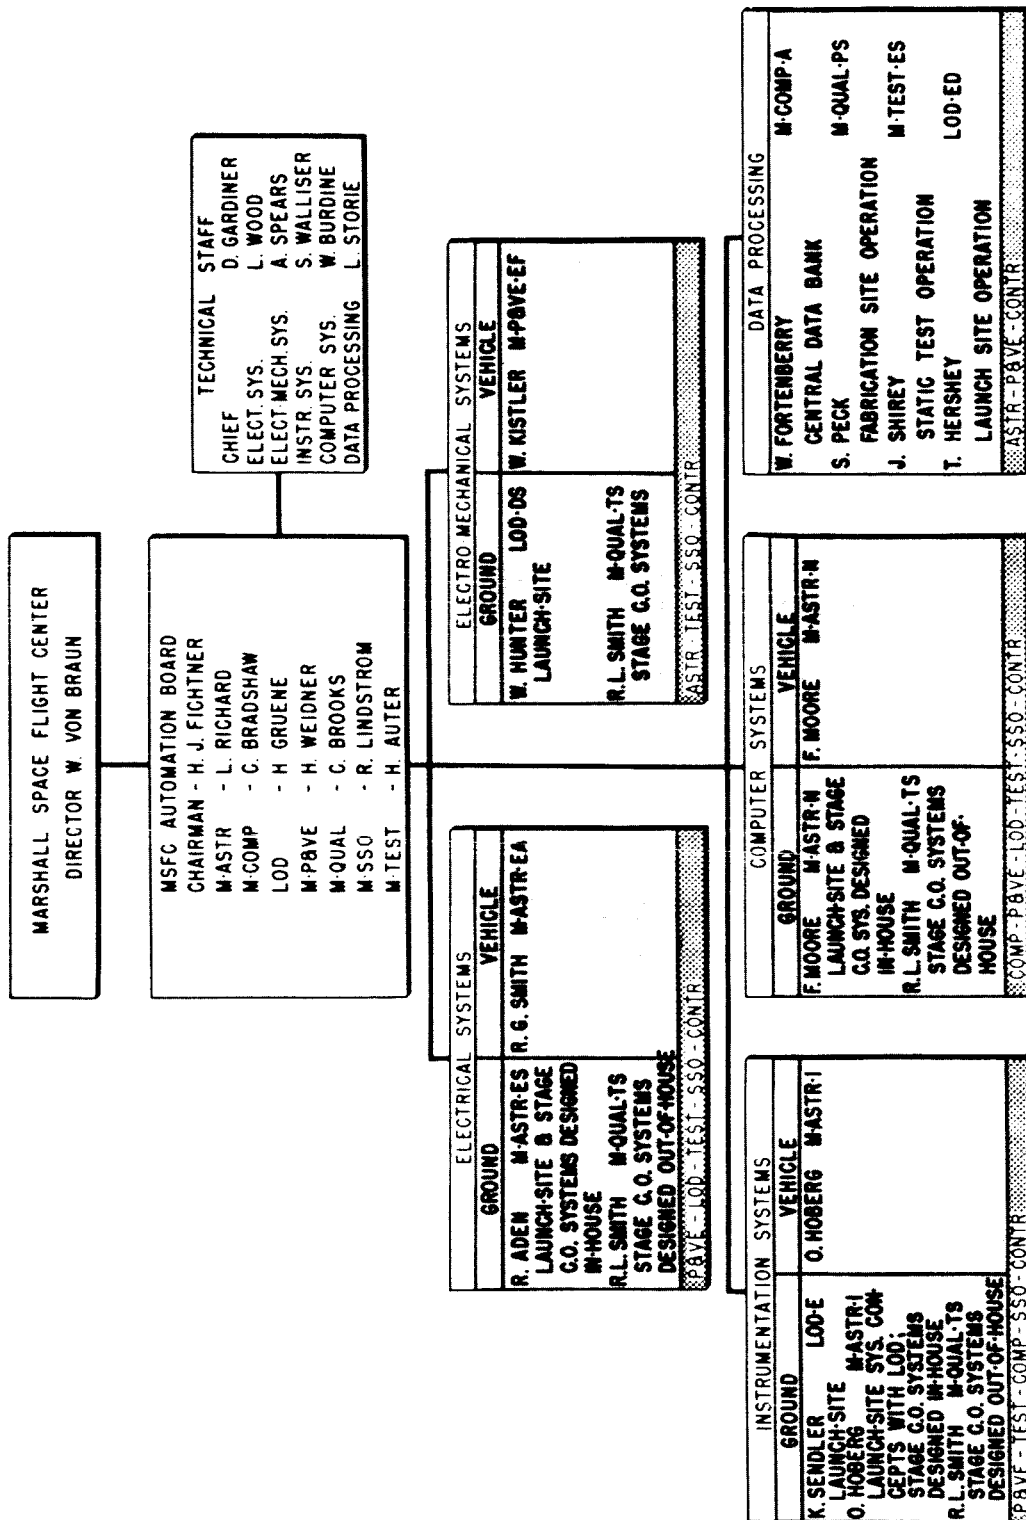 MARSHALL SPACE FLIGHT CENTER
DIRECTOR W. VON BRAUN
MSFC AUTOMATION BOARD
CHAIRMAN - H. J. FICHTNER
M-ASTR - L. RICHARD
M-COMP - C. BRADSHAW
LOD - H GRUENE
M-P&VE - H. WEIDNER
M-QUAL - C. BROOKS
M-SSO - R. LINDSTROM
M-TEST - H. AUTER
TECHNICAL STAFF
CHIEF D. GARDINER
ELECT. SYS. L. WOOD
ELECT-MECH. SYS. A. SPEARS
INSTR. SYS. S. WALLISER
COMPUTER SYS. W. BURDINE
DATA PROCESSING L. STORIE
ELECTRICAL SYSTEMS
GROUND
R. ADEN M-ASTR-ES
LAUNCH-SITE & STAGE
C.O. SYSTEMS DESIGNED
IN-HOUSE
R.L. SMITH M-QUAL-TS
STAGE C.O. SYSTEMS
DESIGNED OUT-OF-HOUSE
VEHICLE
R. G. SMITH M-ASTR-EA
P&VE - LOD - TEST - SSO - CONTR
ELECTRO-MECHANICAL SYSTEMS
GROUND
W. HUNTER LOD-DS
LAUNCH-SITE
R.L. SMITH M-QUAL-TS
STAGE C.O. SYSTEMS
VEHICLE
W. KISTLER M-P&VE-EF
ASTR - TEST - SSO - CONTR
INSTRUMENTATION SYSTEMS
GROUND
K. SENDLER LOD-E
LAUNCH-SITE
O. HOBERG M-ASTR-I
LAUNCH-SITE SYS. CON-
CEPTS WITH LOD;
STAGE C.O. SYSTEMS
DESIGNED IN-HOUSE
R.L. SMITH M-QUAL-TS
STAGE C.O. SYSTEMS
DESIGNED OUT-OF-HOUSE
VEHICLE
O. HOBERG M-ASTR-I
P&VE - TEST - COMP - SSO - CONTR
COMPUTER SYSTEMS
GROUND
F. MOORE M-ASTR-N
LAUNCH-SITE & STAGE
C.O. SYS. DESIGNED
IN-HOUSE
R.L. SMITH M-QUAL-TS
STAGE C.O. SYSTEMS
DESIGNED OUT-OF-
HOUSE
VEHICLE
F. MOORE M-ASTR-N
COMP - P&VE - LOD - TEST - SSO - CONTR
DATA PROCESSING
W. FORTENBERRY M-COMP-A
CENTRAL DATA BANK
S. PECK M-QUAL-PS
FABRICATION SITE OPERATION
J. SHIREY M-TEST-ES
STATIC TEST OPERATION
T. HERSHEY LOD-ED
LAUNCH SITE OPERATION
ASTR - P&VE - CONTR